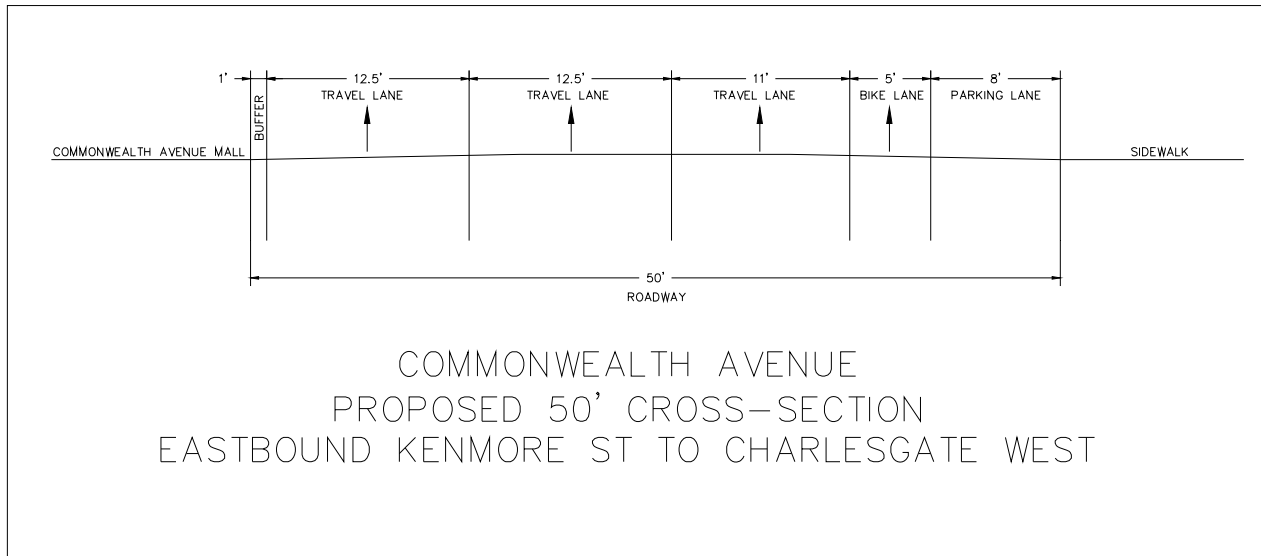 1' 12.5' 12.5' 11' 5' 8'
BUFFER TRAVEL LANE TRAVEL LANE TRAVEL LANE BIKE LANE PARKING LANE
COMMONWEALTH AVENUE MALL SIDEWALK
50'
ROADWAY
COMMONWEALTH AVENUE
PROPOSED 50' CROSS-SECTION
EASTBOUND KENMORE ST TO CHARLESGATE WEST